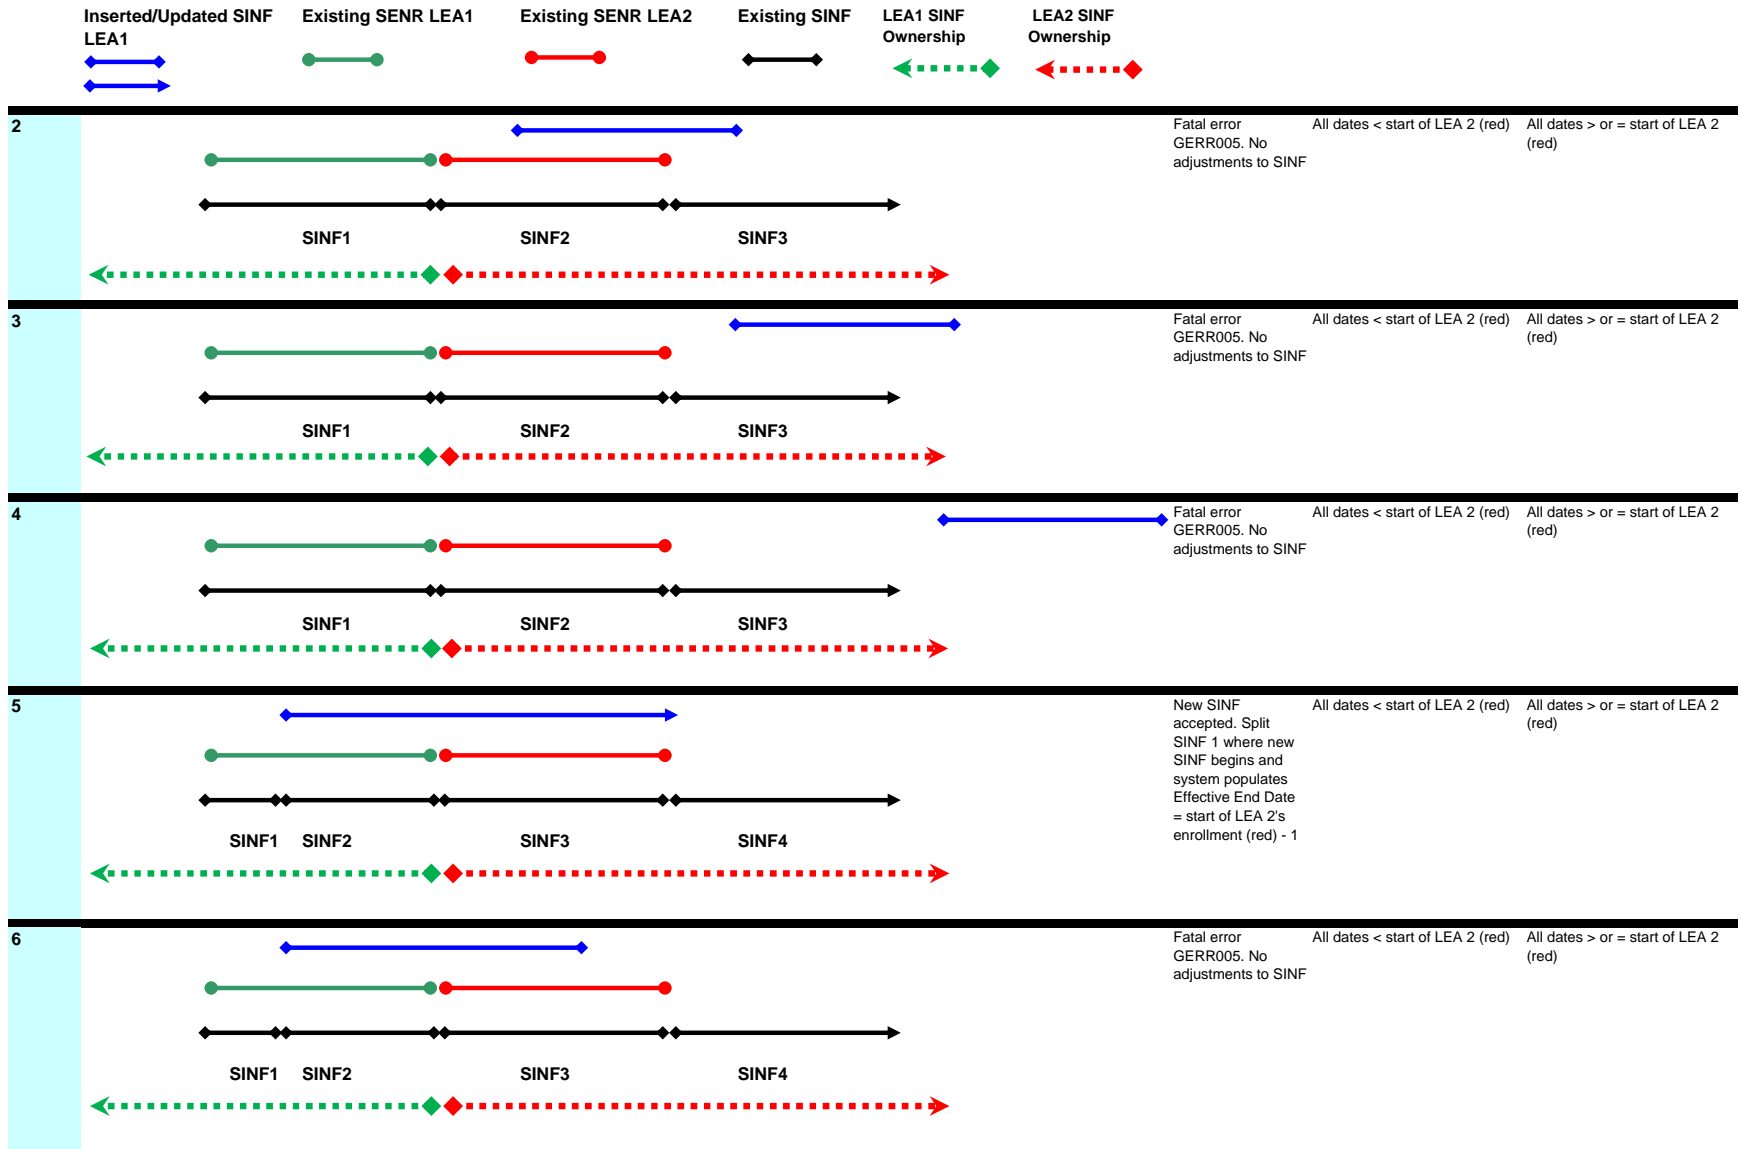 Inserted/Updated SINF
LEA1
Existing SENR LEA1
Existing SENR LEA2
Existing SINF
LEA1 SINF
Ownership
LEA2 SINF
Ownership
2
Fatal error
GERR005. No
adjustments to SINF
All dates < start of LEA 2 (red)
All dates > or = start of LEA 2
(red)
SINF1
SINF2
SINF3
3
Fatal error
GERR005. No
adjustments to SINF
All dates < start of LEA 2 (red)
All dates > or = start of LEA 2
(red)
SINF1
SINF2
SINF3
4
Fatal error
GERR005. No
adjustments to SINF
All dates < start of LEA 2 (red)
All dates > or = start of LEA 2
(red)
SINF1
SINF2
SINF3
5
New SINF
accepted. Split
SINF 1 where new
SINF begins and
system populates
Effective End Date
= start of LEA 2's
enrollment (red) - 1
All dates < start of LEA 2 (red)
All dates > or = start of LEA 2
(red)
SINF1
SINF2
SINF3
SINF4
6
Fatal error
GERR005. No
adjustments to SINF
All dates < start of LEA 2 (red)
All dates > or = start of LEA 2
(red)
SINF1
SINF2
SINF3
SINF4